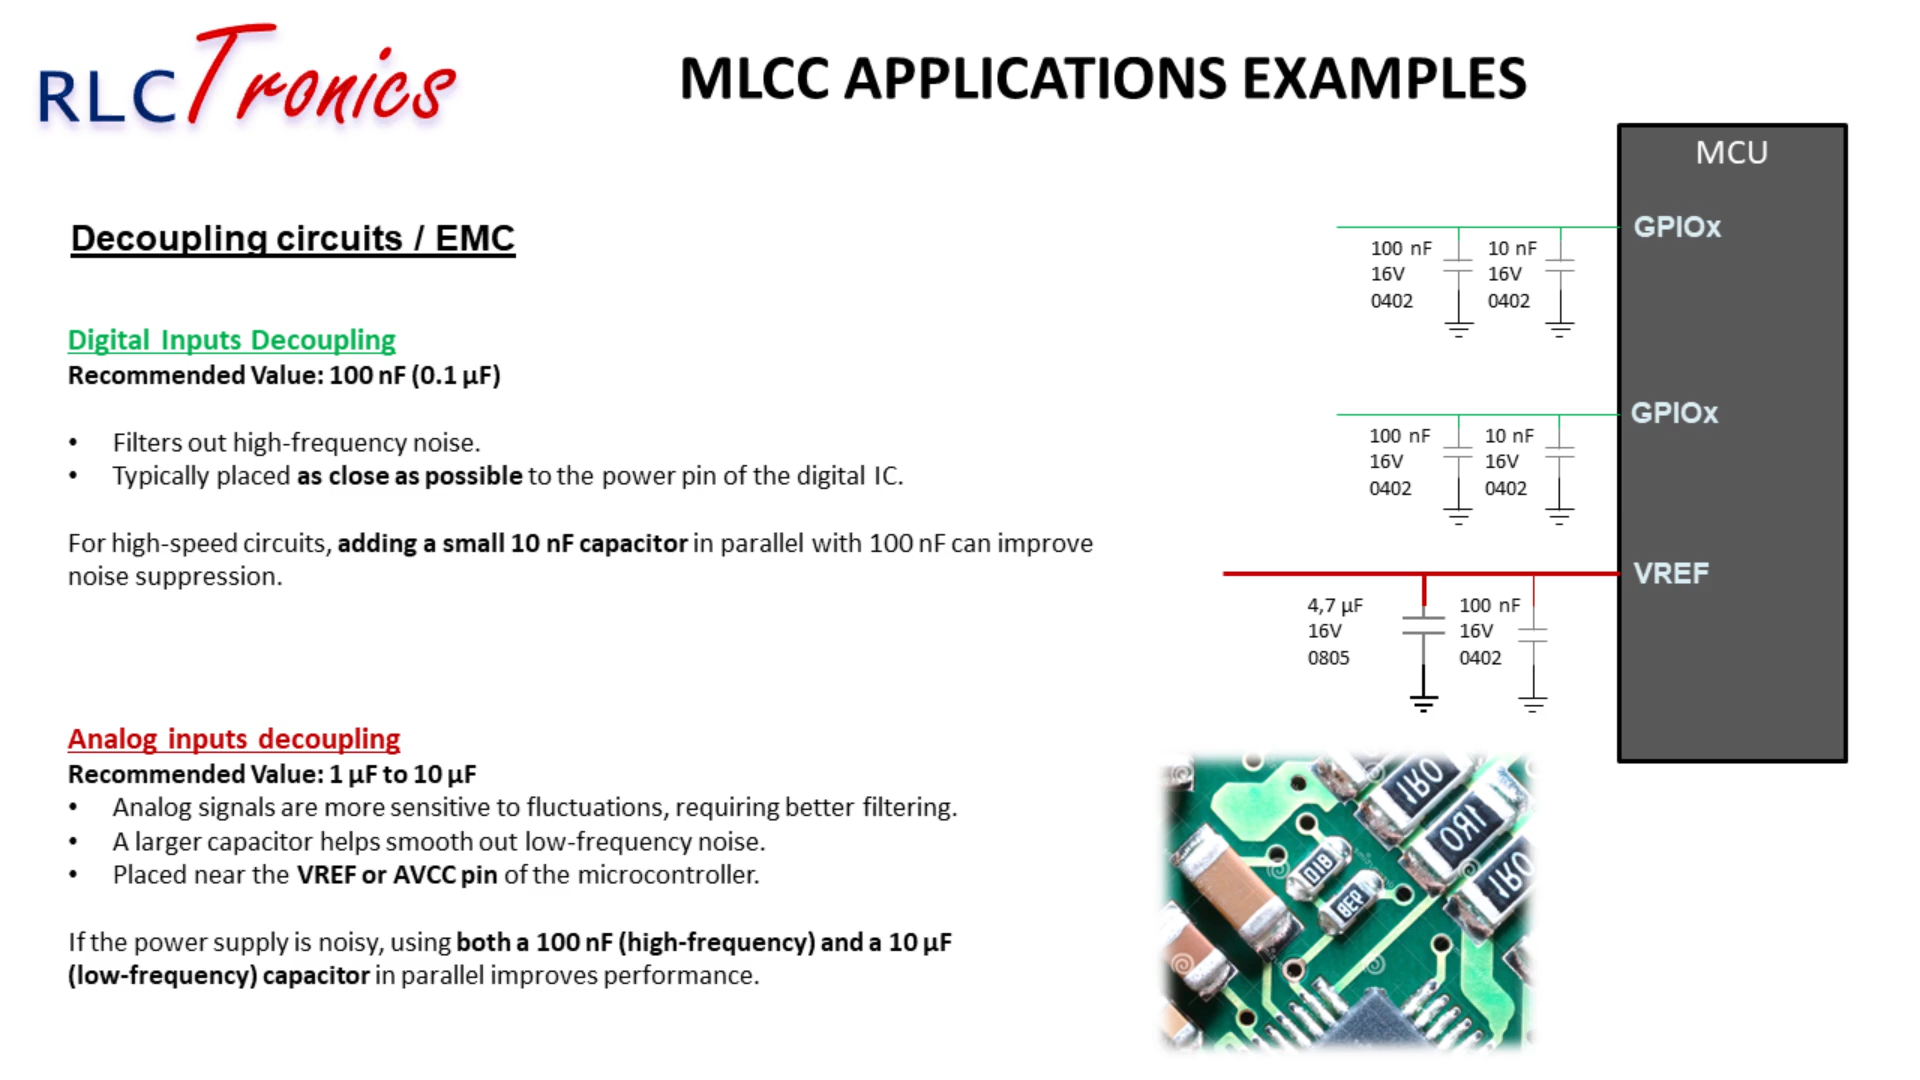 RLCTronics
MLCC APPLICATIONS EXAMPLES
Decoupling circuits / EMC
Digital Inputs Decoupling
Recommended Value: 100 nF (0.1 µF)
• Filters out high-frequency noise.
• Typically placed as close as possible to the power pin of the digital IC.
For high-speed circuits, adding a small 10 nF capacitor in parallel with 100 nF can improve
noise suppression.
Analog inputs decoupling
Recommended Value: 1 µF to 10 µF
• Analog signals are more sensitive to fluctuations, requiring better filtering.
• A larger capacitor helps smooth out low-frequency noise.
• Placed near the VREF or AVCC pin of the microcontroller.
If the power supply is noisy, using both a 100 nF (high-frequency) and a 10 µF
(low-frequency) capacitor in parallel improves performance.
MCU
GPIOx
100 nF
16V
0402
10 nF
16V
0402
GPIOx
100 nF
16V
0402
10 nF
16V
0402
VREF
4,7 µF
16V
0805
100 nF
16V
0402
1R0
1R0
1R0